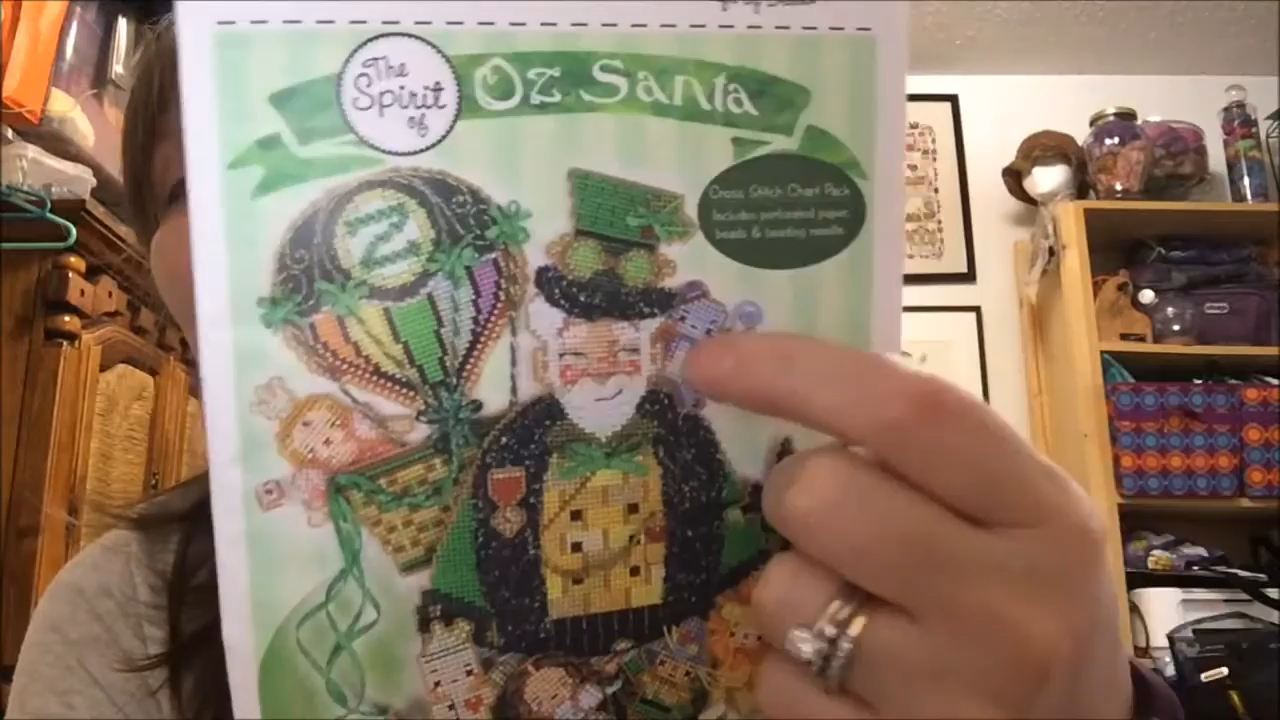 The
Spirit
of
Oz Santa
Cross Stitch Chart Pack
Includes perforated paper,
beads & beading needle
Z